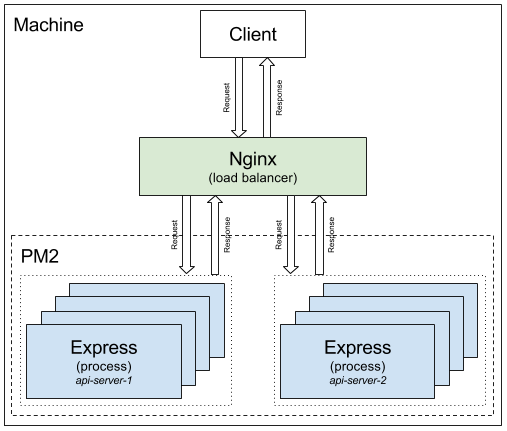 Machine
Client
Request
Response
Nginx
(load balancer)
Request
Response
Request
Response
PM2
Express
(process)
api-server-1
Express
(process)
api-server-2